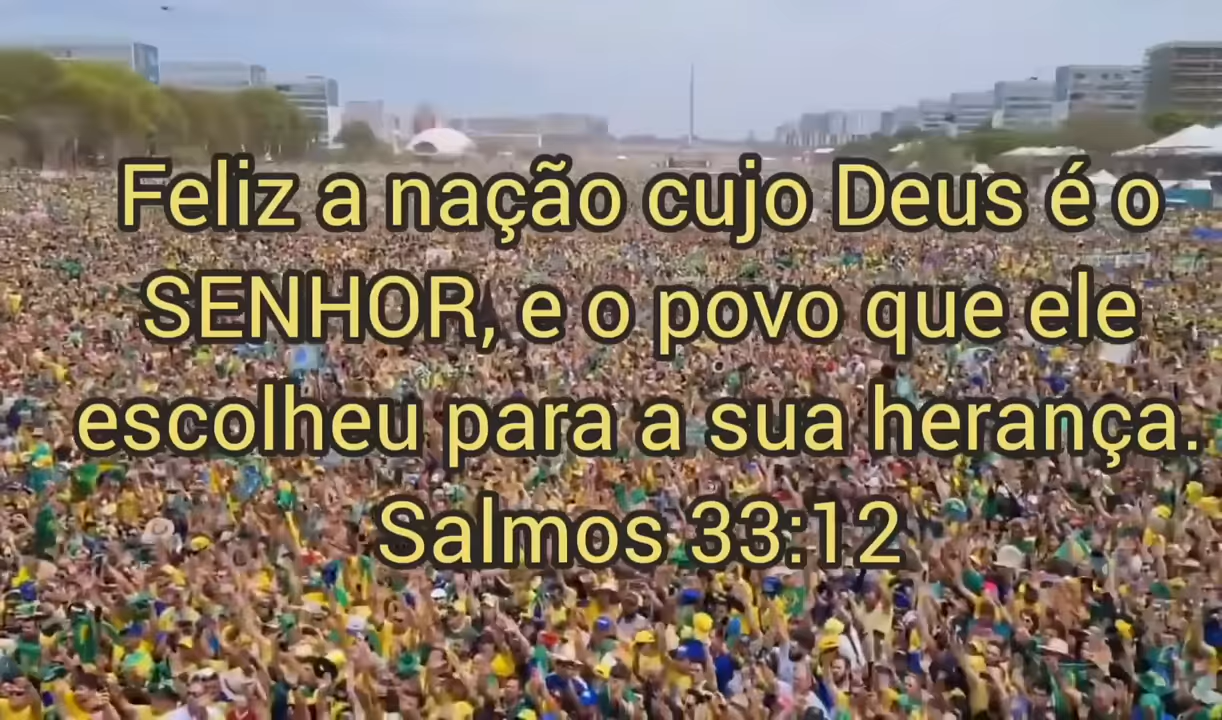 Feliz a nação cujo Deus é o
SENHOR, e o povo que ele
escolheu para a sua herança.
Salmos 33:12